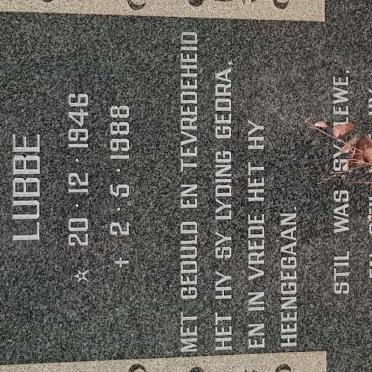 LUBBE
☆ 20·12·1946
† 2·5·1988
MET GEDULD EN TEVREDEHEID
HET HY SY LYDING GEDRA,
EN IN VREDE HET HY
HEENGEGAAN.
STIL WAS SY LEWE,